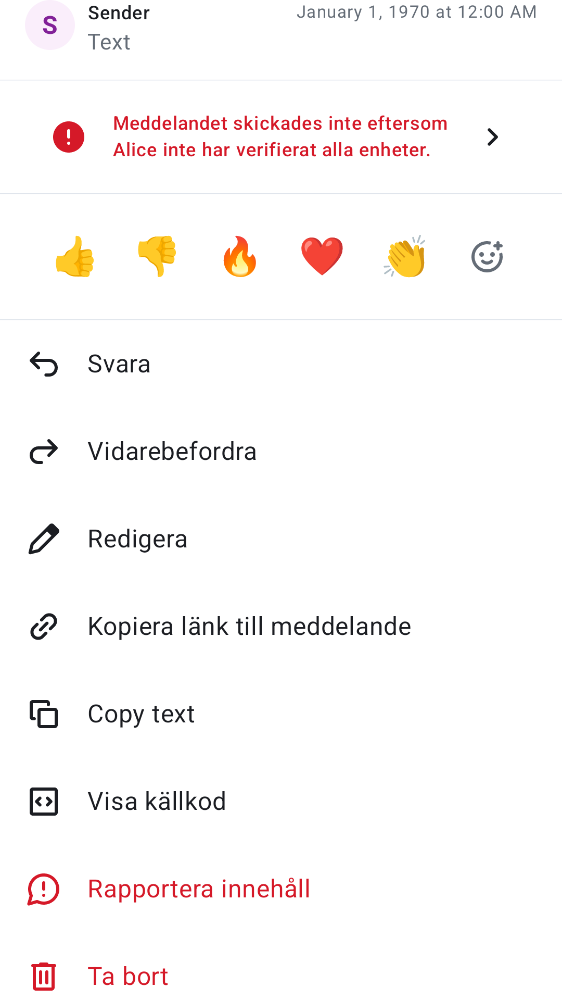 S
Sender
January 1, 1970 at 12:00 AM
Text
Meddelandet skickades inte eftersom
Alice inte har verifierat alla enheter.
Svara
Vidarebefordra
Redigera
Kopiera länk till meddelande
Copy text
Visa källkod
Rapportera innehåll
Ta bort